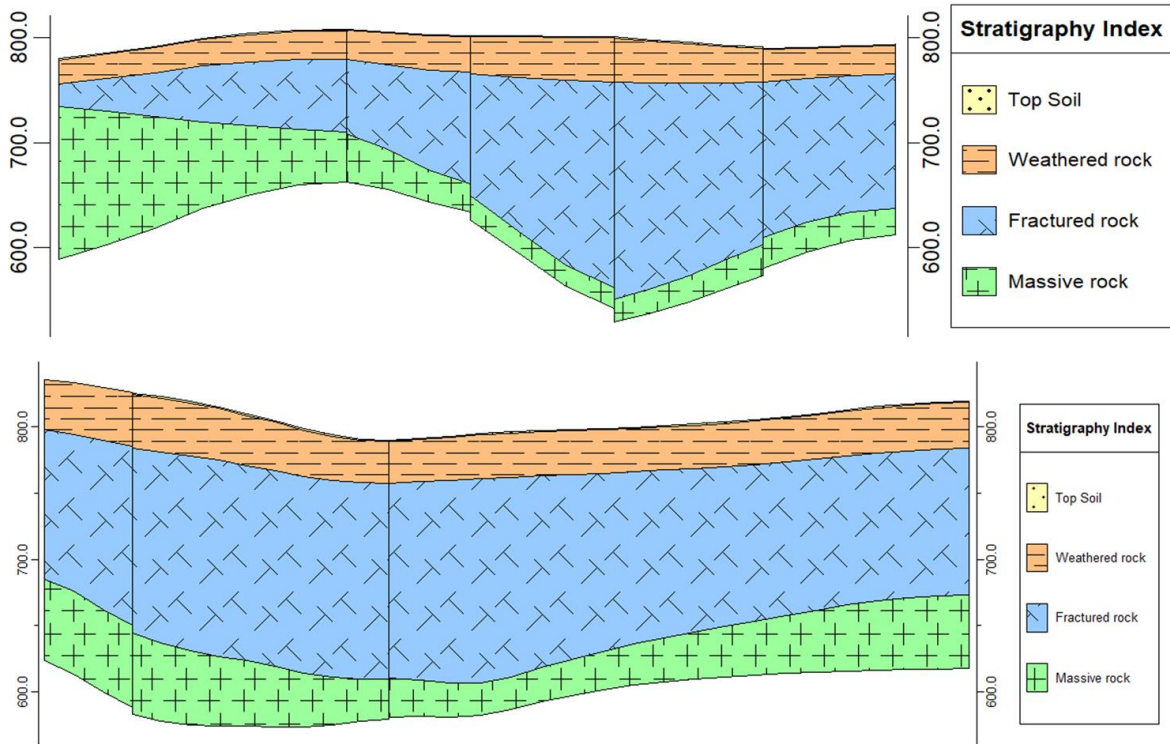 800.0
700.0
600.0
800.0
700.0
600.0
Stratigraphy Index
Top Soil
Weathered rock
Fractured rock
Massive rock
800.0
700.0
600.0
800.0
700.0
600.0
Stratigraphy Index
Top Soil
Weathered rock
Fractured rock
Massive rock